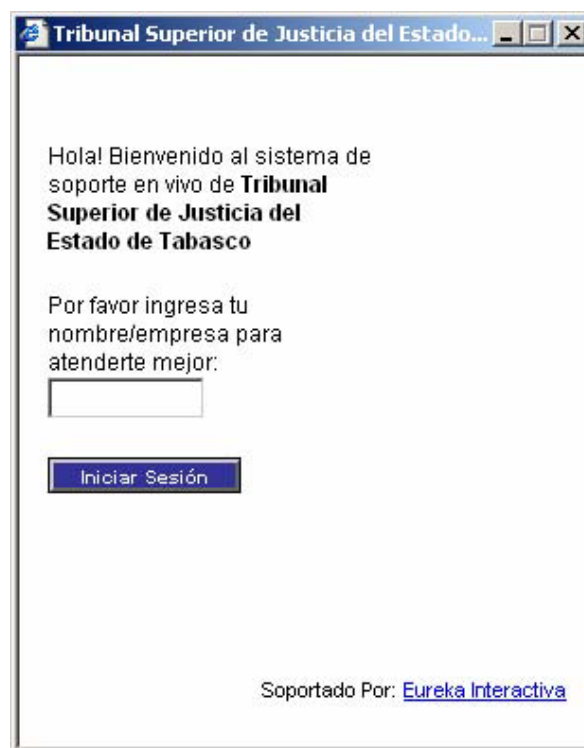 Tribunal Superior de Justicia del Estado...
Hola! Bienvenido al sistema de
soporte en vivo de Tribunal
Superior de Justicia del
Estado de Tabasco
Por favor ingresa tu
nombre/empresa para
atenderte mejor:
Iniciar Sesión
Soportado Por: Eureka Interactiva